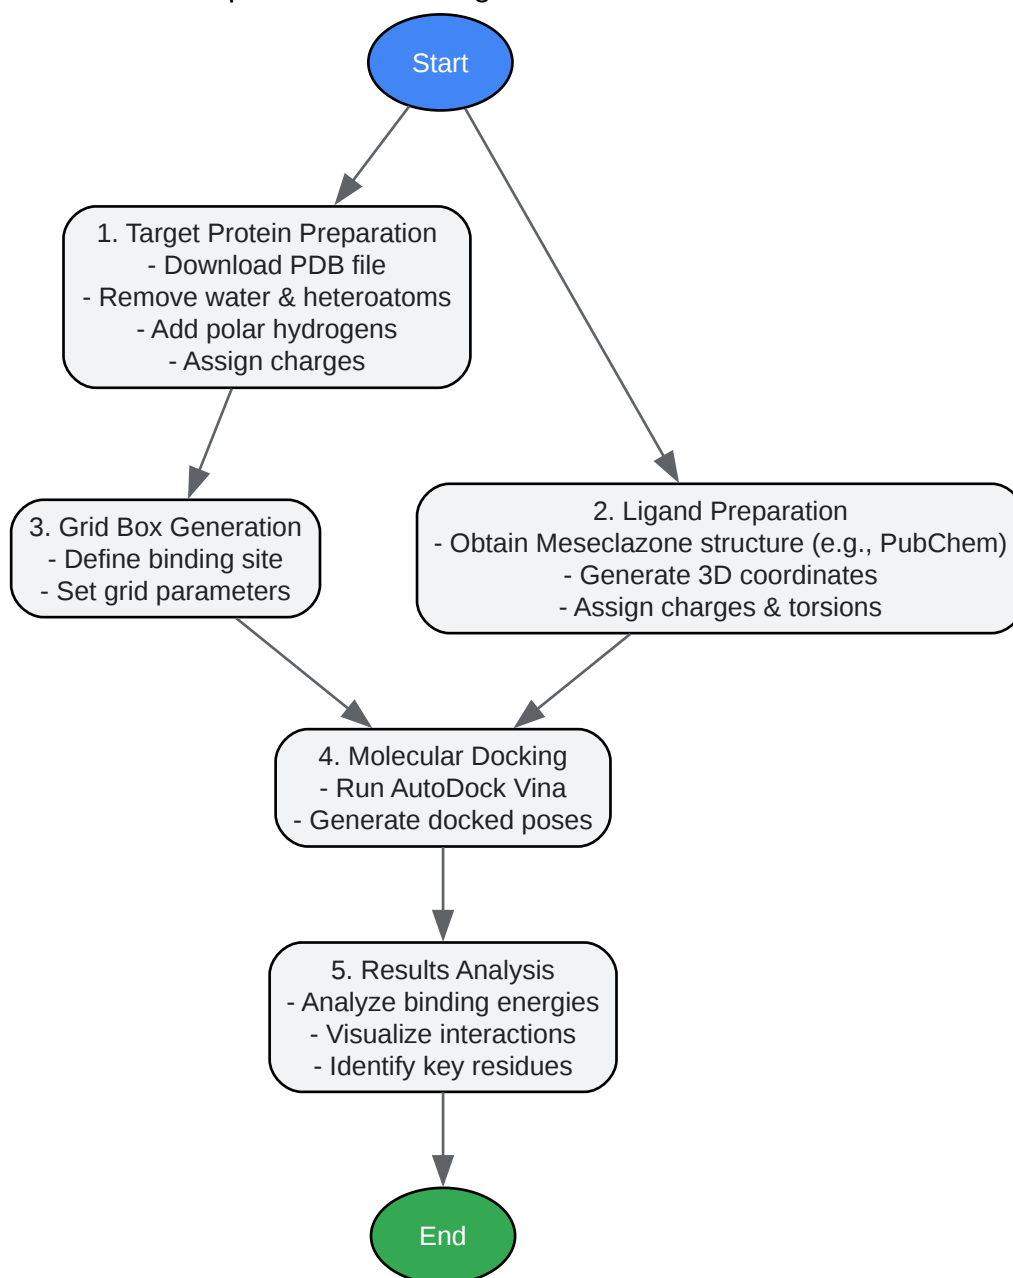 Start
1. Target Protein Preparation
- Download PDB file
- Remove water & heteroatoms
- Add polar hydrogens
- Assign charges
2. Ligand Preparation
- Obtain Meseclazone structure (e.g., PubChem)
- Generate 3D coordinates
- Assign charges & torsions
3. Grid Box Generation
- Define binding site
- Set grid parameters
4. Molecular Docking
- Run AutoDock Vina
- Generate docked poses
5. Results Analysis
- Analyze binding energies
- Visualize interactions
- Identify key residues
End